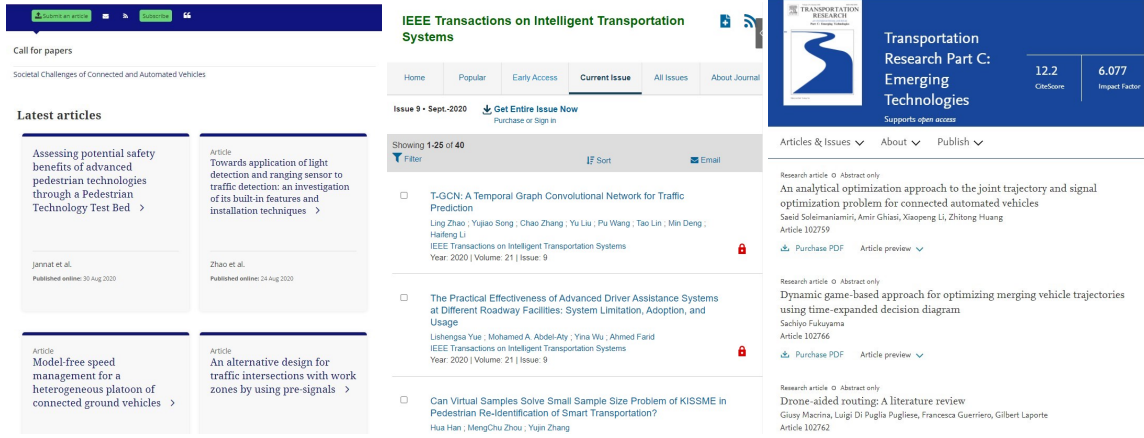 Submit an article
Subscribe
Call for papers
Societal Challenges of Connected and Automated Vehicles
Latest articles
Assessing potential safety
benefits of advanced
pedestrian technologies
through a Pedestrian
Technology Test Bed >
Jannat et al.
Published online: 30 Aug 2020
Article
Towards application of light
detection and ranging sensor to
traffic detection: an investigation
of its built-in features and
installation techniques >
Zhao et al.
Published online: 24 Aug 2020
Article
Model-free speed
management for a
heterogeneous platoon of
connected ground vehicles >
Article
An alternative design for
traffic intersections with work
zones by using pre-signals >
IEEE Transactions on Intelligent Transportation
Systems
Home Popular Early Access Current Issue All Issues About Journal
Issue 9 • Sept.-2020 Get Entire Issue Now
Purchase or Sign in
Showing 1-25 of 40
Filter Sort Email
T-GCN: A Temporal Graph Convolutional Network for Traffic
Prediction
Ling Zhao ; Yujiao Song ; Chao Zhang ; Yu Liu ; Pu Wang ; Tao Lin ; Min Deng ;
Haifeng Li
IEEE Transactions on Intelligent Transportation Systems
Year: 2020 | Volume: 21 | Issue: 9
The Practical Effectiveness of Advanced Driver Assistance Systems
at Different Roadway Facilities: System Limitation, Adoption, and
Usage
Lishengsa Yue ; Mohamed A. Abdel-Aty ; Yina Wu ; Ahmed Farid
IEEE Transactions on Intelligent Transportation Systems
Year: 2020 | Volume: 21 | Issue: 9
Can Virtual Samples Solve Small Sample Size Problem of KISSME in
Pedestrian Re-Identification of Smart Transportation?
Hua Han ; MengChu Zhou ; Yujin Zhang
TRANSPORTATION
RESEARCH
Transportation
Research Part C:
Emerging
Technologies
Supports open access
12.2
CiteScore
6.077
Impact Factor
Articles & Issues About Publish
Research article Abstract only
An analytical optimization approach to the joint trajectory and signal
optimization problem for connected automated vehicles
Saeid Soleimaniamiri, Amir Ghiasi, Xiaopeng Li, Zhitong Huang
Article 102759
Purchase PDF Article preview
Research article Abstract only
Dynamic game-based approach for optimizing merging vehicle trajectories
using time-expanded decision diagram
Sachiyo Fukuyama
Article 102766
Purchase PDF Article preview
Research article Abstract only
Drone-aided routing: A literature review
Giusy Macrina, Luigi Di Puglia Pugliese, Francesca Guerriero, Gilbert Laporte
Article 102762